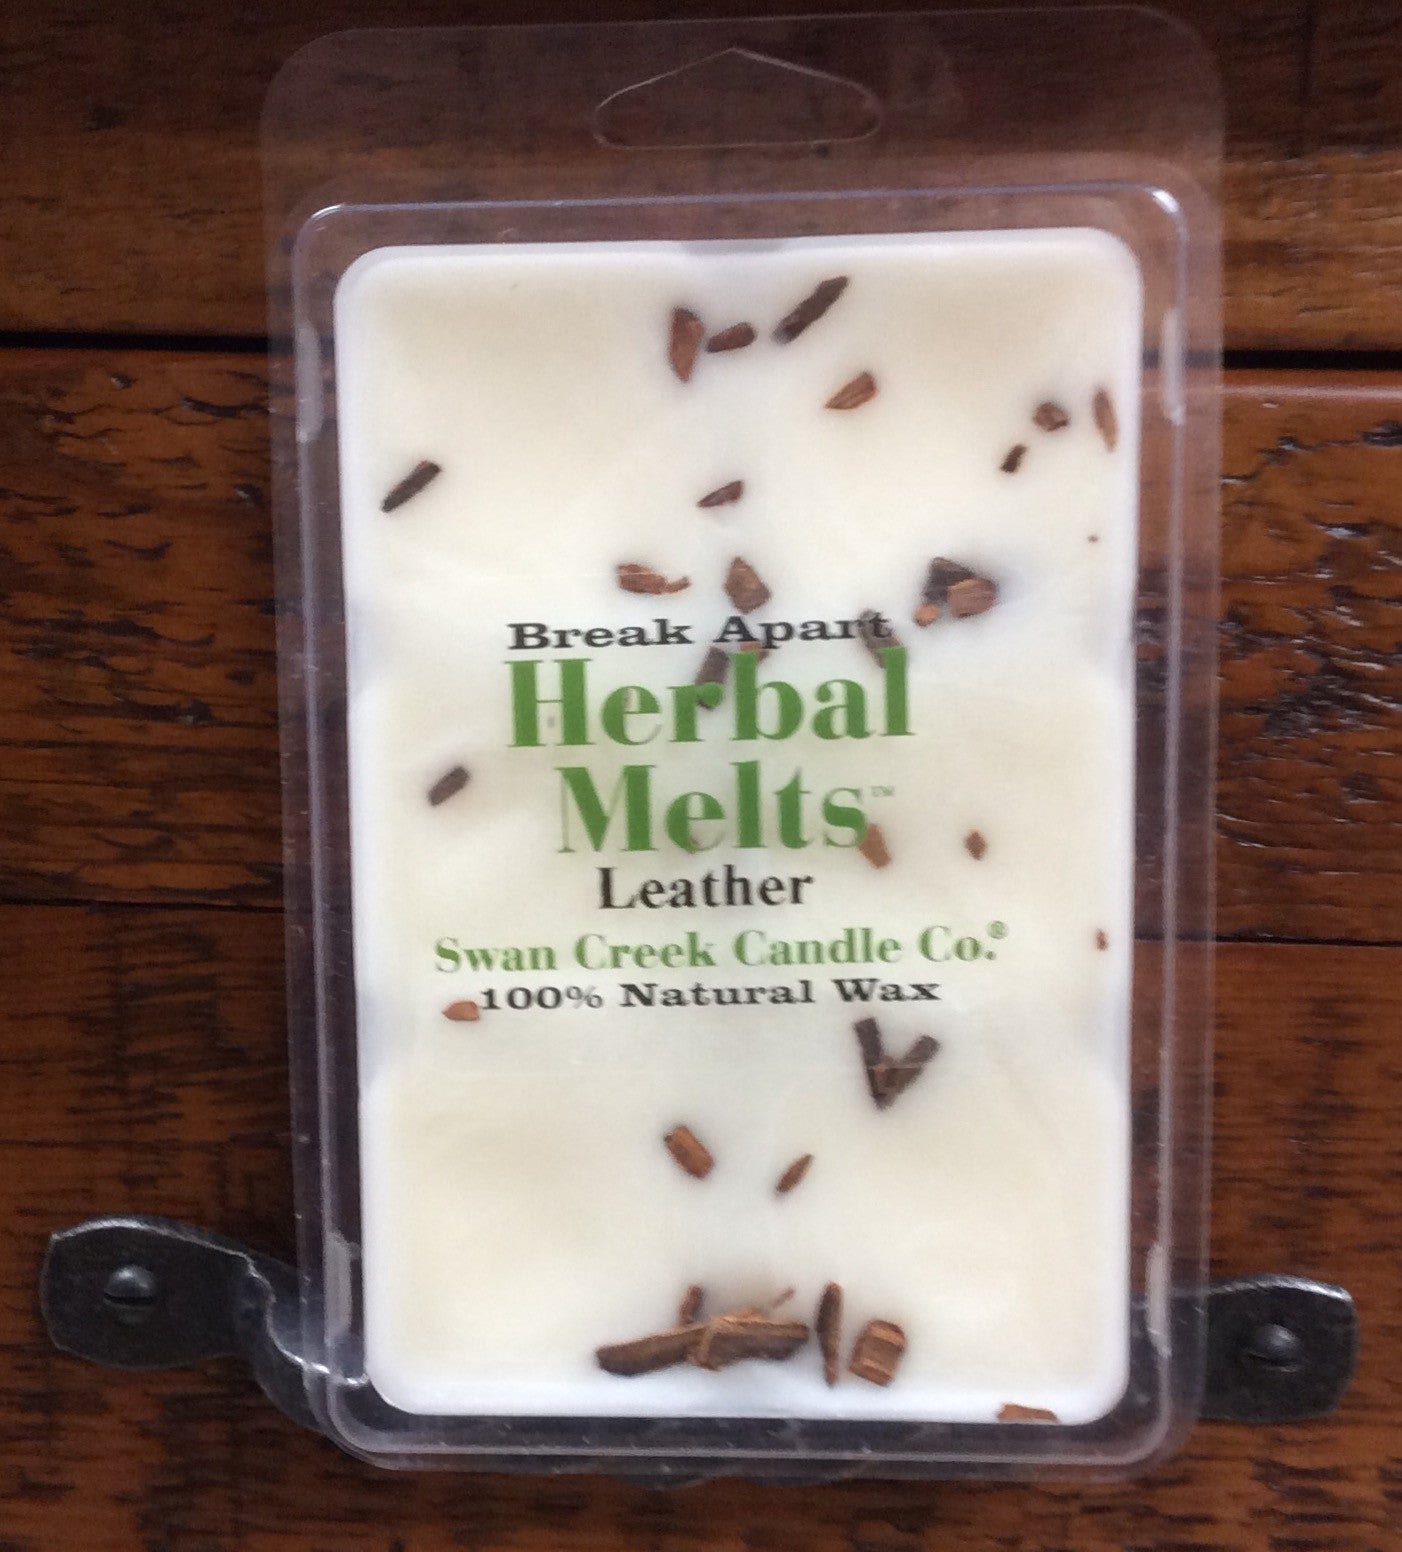 Break Apart
Herbal
Melts™
Leather
Swan Creek Candle Co.®
100% Natural Wax